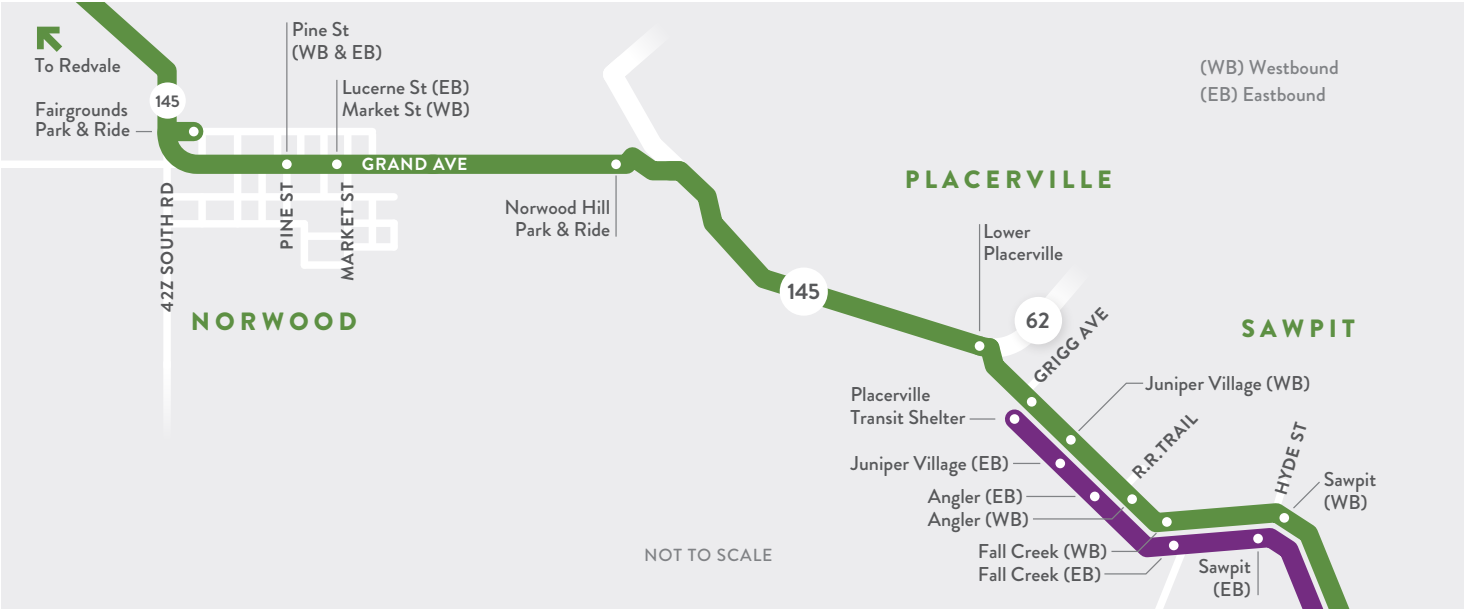 To Redvale
145
Fairgrounds
Park & Ride
Pine St
(WB & EB)
Lucerne St (EB)
Market St (WB)
GRAND AVE
42Z SOUTH RD
PINE ST
MARKET ST
NORWOOD
Norwood Hill
Park & Ride
(WB) Westbound
(EB) Eastbound
PLACERVILLE
Lower
Placerville
145
62
GRIGG AVE
SAWPIT
Placerville
Transit Shelter
Juniper Village (WB)
Juniper Village (EB)
R.R.TRAIL
HYDE ST
Angler (EB)
Angler (WB)
Sawpit
(WB)
Fall Creek (WB)
Fall Creek (EB)
Sawpit
(EB)
NOT TO SCALE